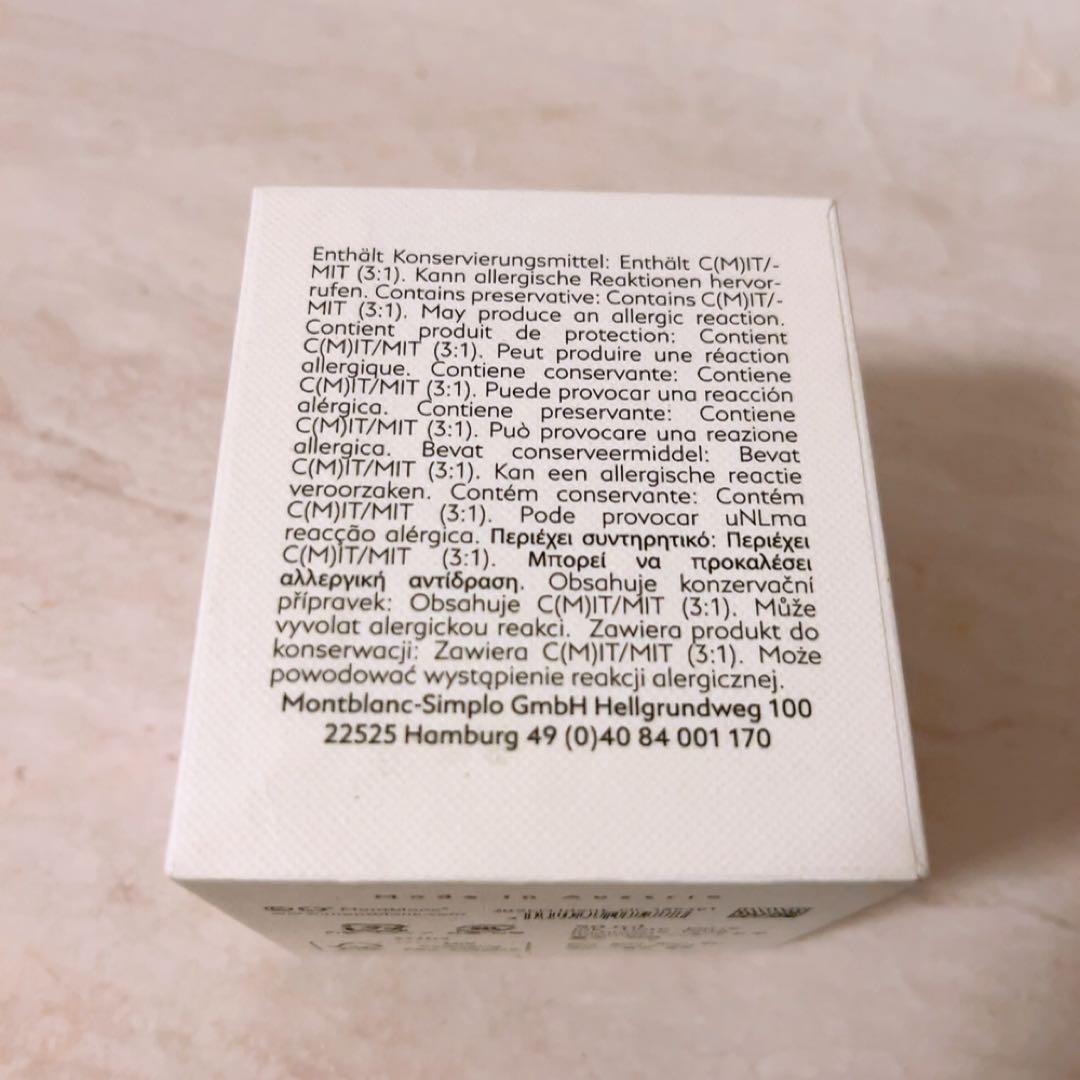 Enthält Konservierungsmittel: Enthält C(M)IT/-
MIT (3:1). Kann allergische Reaktionen hervor-
rufen. Contains preservative: Contains C(M)IT/-
MIT (3:1). May produce an allergic reaction.
Contient produit de protection: Contient
C(M)IT/MIT (3:1). Peut produire une réaction
allergique. Contiene conservante: Contiene
C(M)IT/MIT (3:1). Puede provocar una reacción
alérgica. Contiene preservante: Contiene
C(M)IT/MIT (3:1). Può provocare una reazione
allergica. Bevat conserveermiddel: Bevat
C(M)IT/MIT (3:1). Kan een allergische reactie
veroorzaken. Contém conservante: Contém
C(M)IT/MIT (3:1). Pode provocar uNLma
reacção alérgica. Περιέχει συντηρητικό: Περιέχει
C(M)IT/MIT (3:1). Μπορεί να προκαλέσει
αλλεργική αντίδραση. Obsahuje konzervační
přípravek: Obsahuje C(M)IT/MIT (3:1). Může
vyvolat alergickou reakci. Zawiera produkt do
konserwacji: Zawiera C(M)IT/MIT (3:1). Może
powodować wystąpienie reakcji alergicznej.
Montblanc-Simplo GmbH Hellgrundweg 100
22525 Hamburg 49 (0)40 84 001 170
Made in Austria
Montblanc®
www.montblanc.com